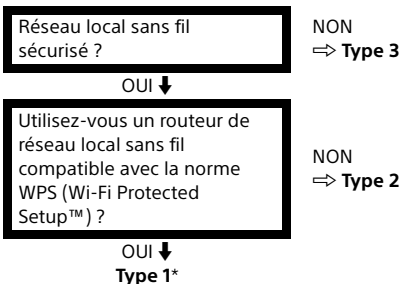 Réseau local sans fil
sécurisé ?
NON
⇨ Type 3
OUI ⬇
Utilisez-vous un routeur de
réseau local sans fil
compatible avec la norme
WPS (Wi-Fi Protected
Setup™) ?
NON
⇨ Type 2
OUI ⬇
Type 1*